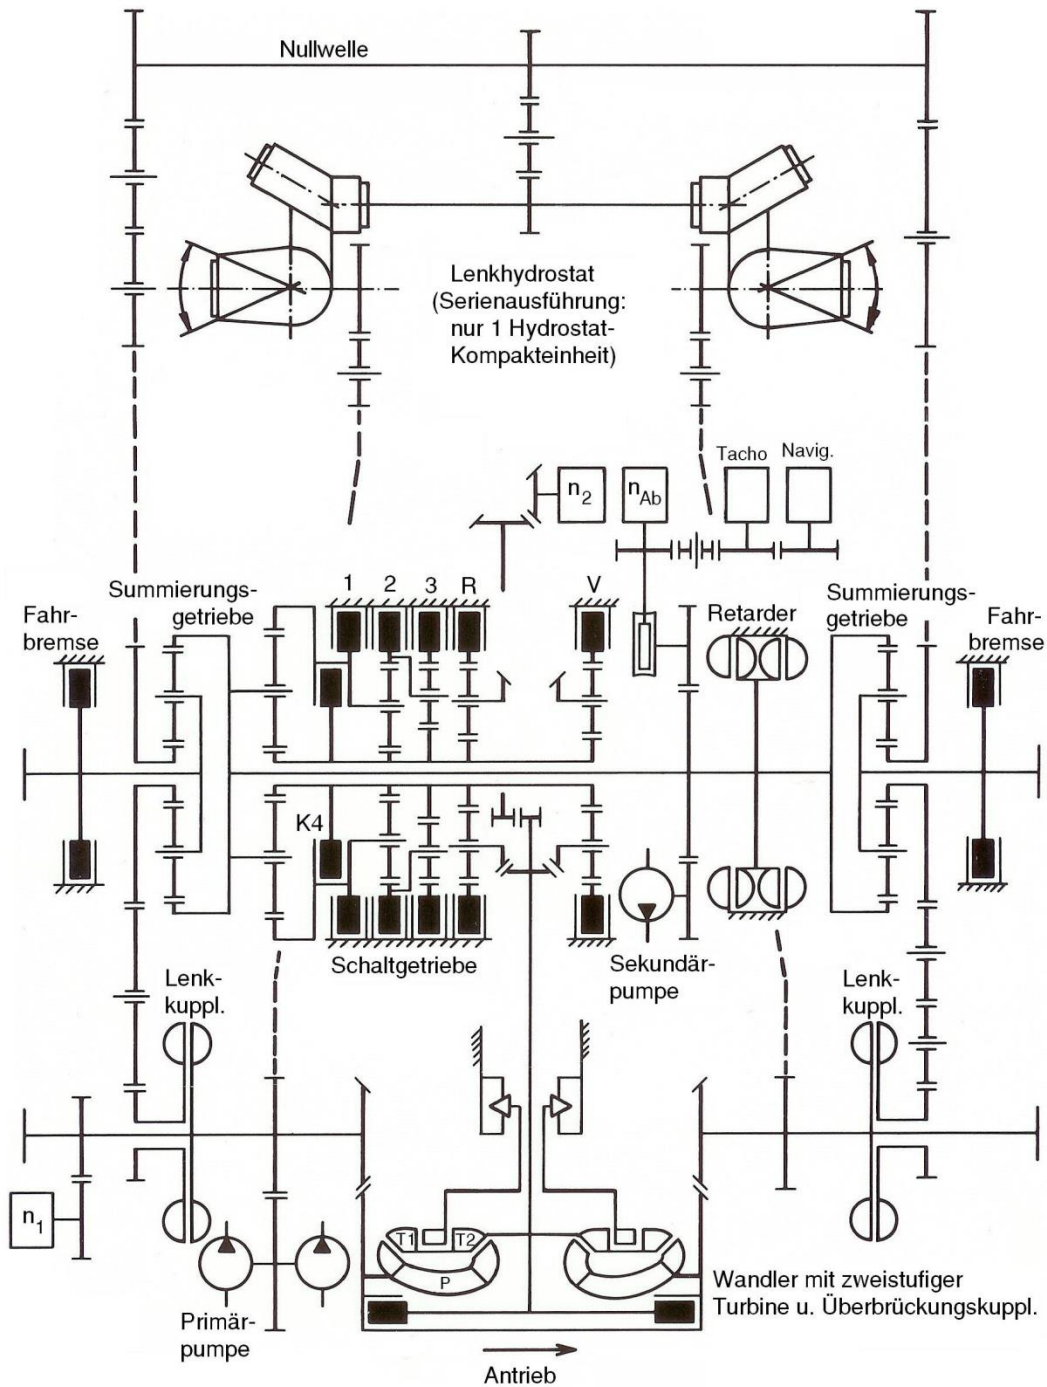 Nullwelle
Lenkhydrostat
(Serienausführung:
nur 1 Hydrostat-
Kompakteinheit)
Tacho
Navig.
n2
nAb
Summierungs-
getriebe
1
2
3
R
V
Fahr-
bremse
Retarder
Summierungs-
getriebe
Fahr-
bremse
K4
Schaltgetriebe
Sekundär-
pumpe
Lenk-
kuppl.
Lenk-
kuppl.
n1
T1
T2
P
Primär-
pumpe
Wandler mit zweistufiger
Turbine u. Überbrückungskuppl.
Antrieb